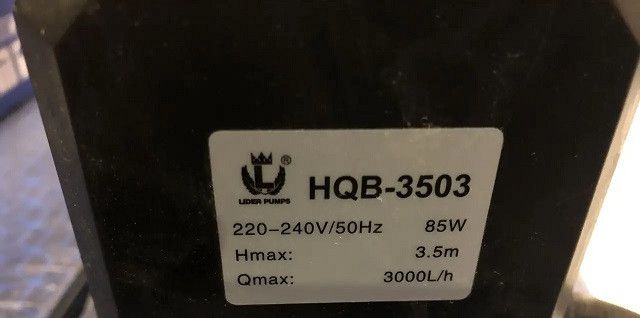 ®
LIDER PUMPS
HQB-3503
220-240V/50Hz 85W
Hmax: 3.5m
Qmax: 3000L/h